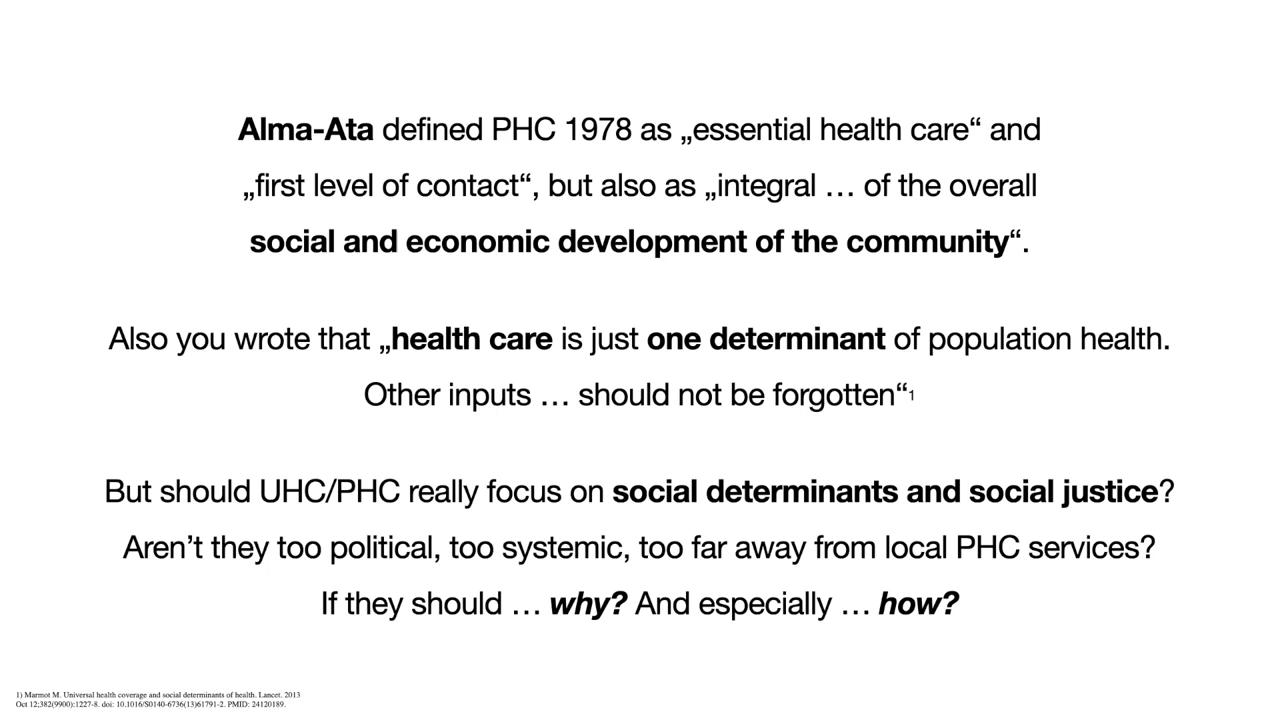 Alma-Ata defined PHC 1978 as „essential health care“ and
„first level of contact“, but also as „integral … of the overall
social and economic development of the community“.
Also you wrote that „health care is just one determinant of population health.
Other inputs … should not be forgotten“1
But should UHC/PHC really focus on social determinants and social justice?
Aren’t they too political, too systemic, too far away from local PHC services?
If they should … why? And especially … how?
1) Marmot M. Universal health coverage and social determinants of health. Lancet. 2013
Oct 12;382(9900):1227-8. doi: 10.1016/S0140-6736(13)61791-2. PMID: 24120189.